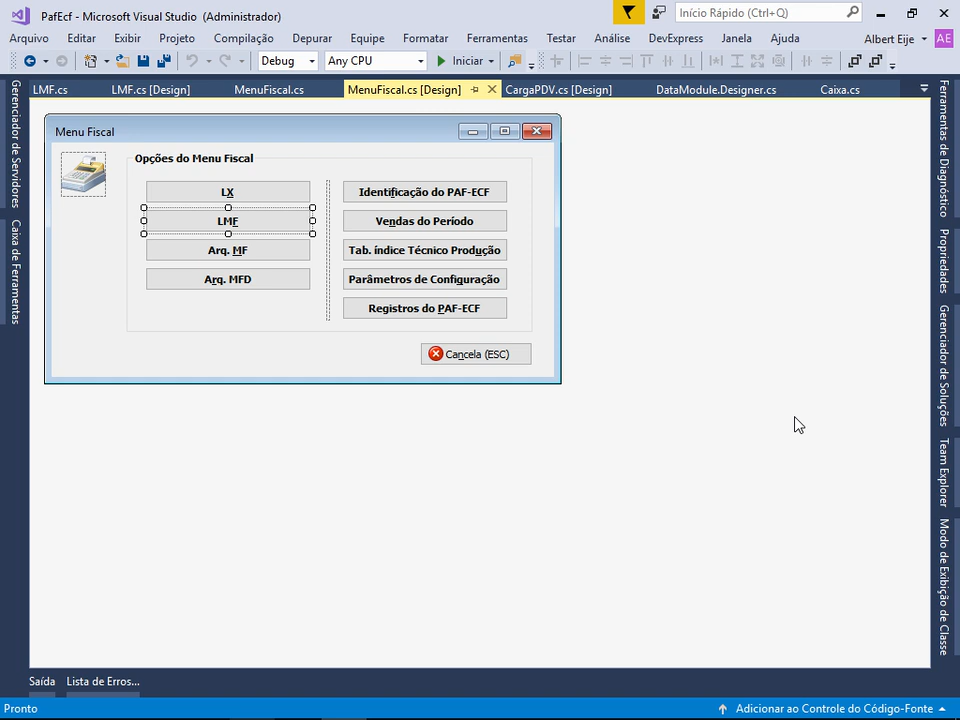 PafEcf - Microsoft Visual Studio (Administrador)
Início Rápido (Ctrl+Q)
Arquivo Editar Exibir Projeto Compilação Depurar Equipe Formatar Ferramentas Testar Análise DevExpress Janela Ajuda
Albert Eije AE
Debug Any CPU Iniciar
LMF.cs LMF.cs [Design] MenuFiscal.cs MenuFiscal.cs [Design] CargaPDV.cs [Design] DataModule.Designer.cs Caixa.cs
Gerenciador de Servidores
Caixa de Ferramentas
Menu Fiscal
Opções do Menu Fiscal
LX
LMF
Arq. MF
Arq. MFD
Identificação do PAF-ECF
Vendas do Período
Tab. índice Técnico Produção
Parâmetros de Configuração
Registros do PAF-ECF
Cancela (ESC)
Ferramentas de Diagnóstico
Propriedades
Gerenciador de Soluções
Team Explorer
Modo de Exibição de Classe
Saída Lista de Erros...
Pronto
Adicionar ao Controle do Código-Fonte